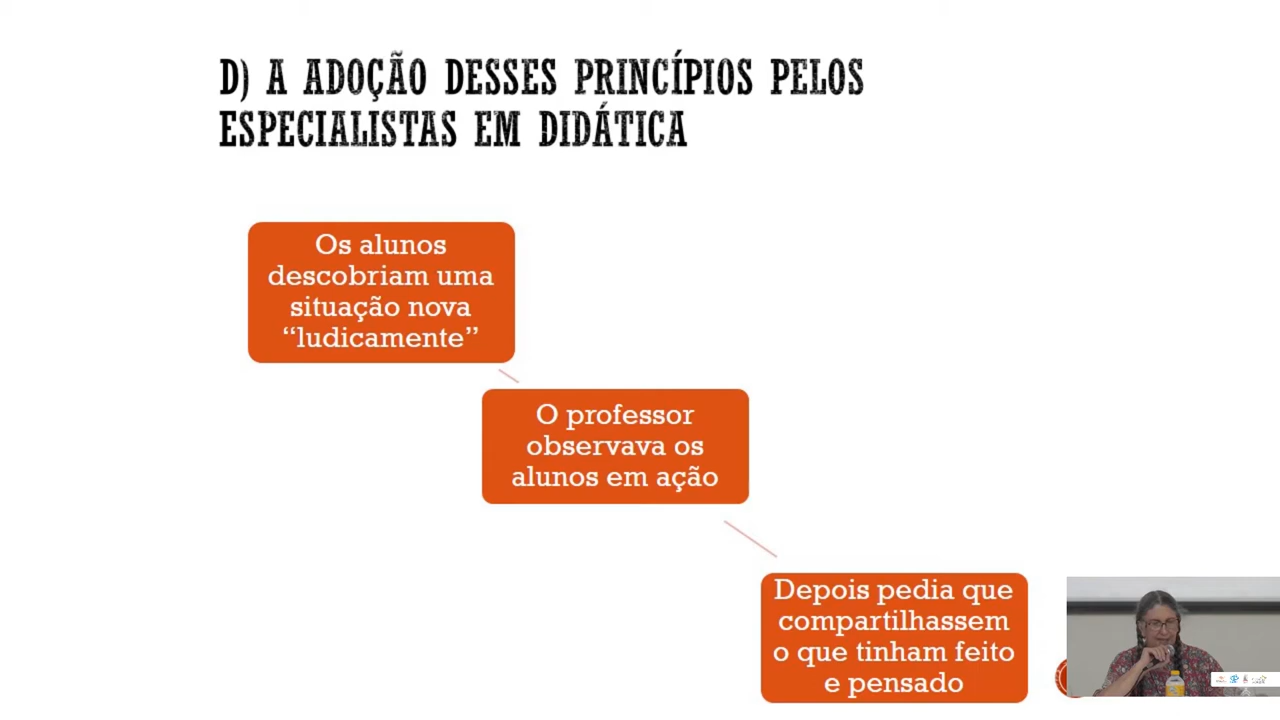 D) A ADOÇÃO DESSES PRINCÍPIOS PELOS
ESPECIALISTAS EM DIDÁTICA
Os alunos
descobriam uma
situação nova
“ludicamente”
O professor
observava os
alunos em ação
Depois pedia que
compartilhassem
o que tinham feito
e pensado